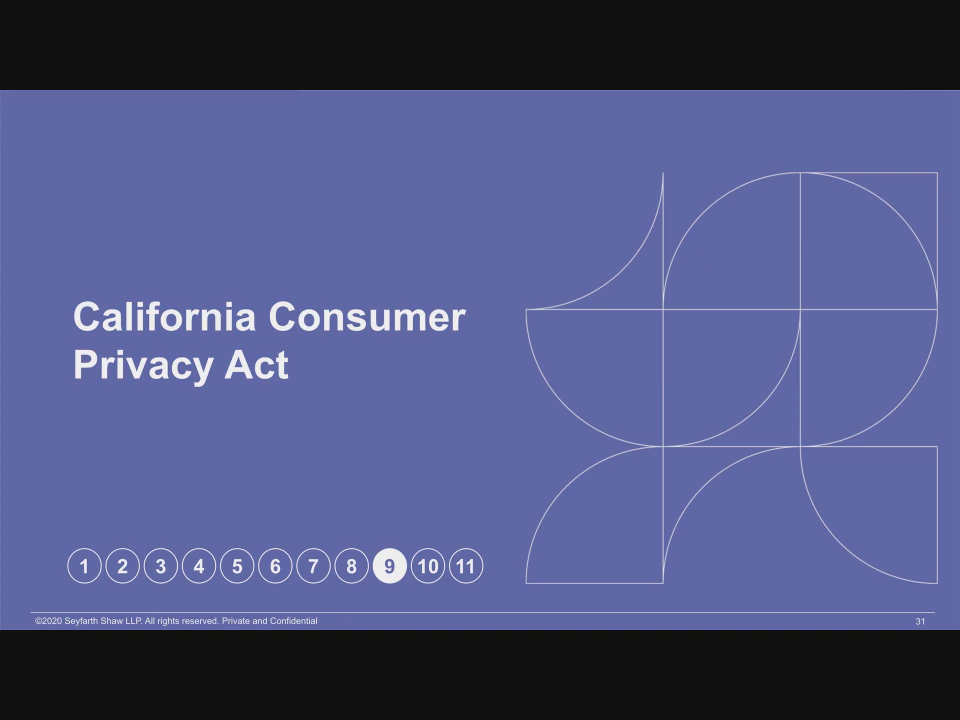 California Consumer
Privacy Act
1 2 3 4 5 6 7 8 9 10 11
©2020 Seyfarth Shaw LLP. All rights reserved. Private and Confidential
31